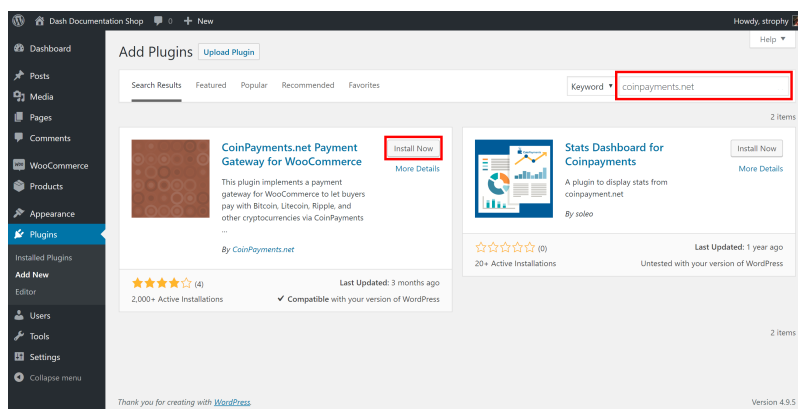 Dash Documentation Shop 0 + New Howdy, strophy
Help ▼
Dashboard
Posts
Media
Pages
Comments
WooCommerce
Products
Appearance
Plugins
Installed Plugins
Add New
Editor
Users
Tools
Settings
Collapse menu
Add Plugins Upload Plugin
Search Results Featured Popular Recommended Favorites Keyword ▼ coinpayments.net
2 items
CoinPayments.net Payment
Gateway for WooCommerce
Install Now
More Details
This plugin implements a payment
gateway for WooCommerce to let buyers
pay with Bitcoin, Litecoin, Ripple, and
other cryptocurrencies via CoinPayments
...
By CoinPayments.net
(4)
2,000+ Active Installations
Last Updated: 3 months ago
✔ Compatible with your version of WordPress
Stats Dashboard for
Coinpayments
Install Now
More Details
A plugin to display stats from
coinpayment.net
By soleo
(0)
20+ Active Installations
Last Updated: 1 year ago
Untested with your version of WordPress
2 items
Thank you for creating with WordPress.
Version 4.9.5